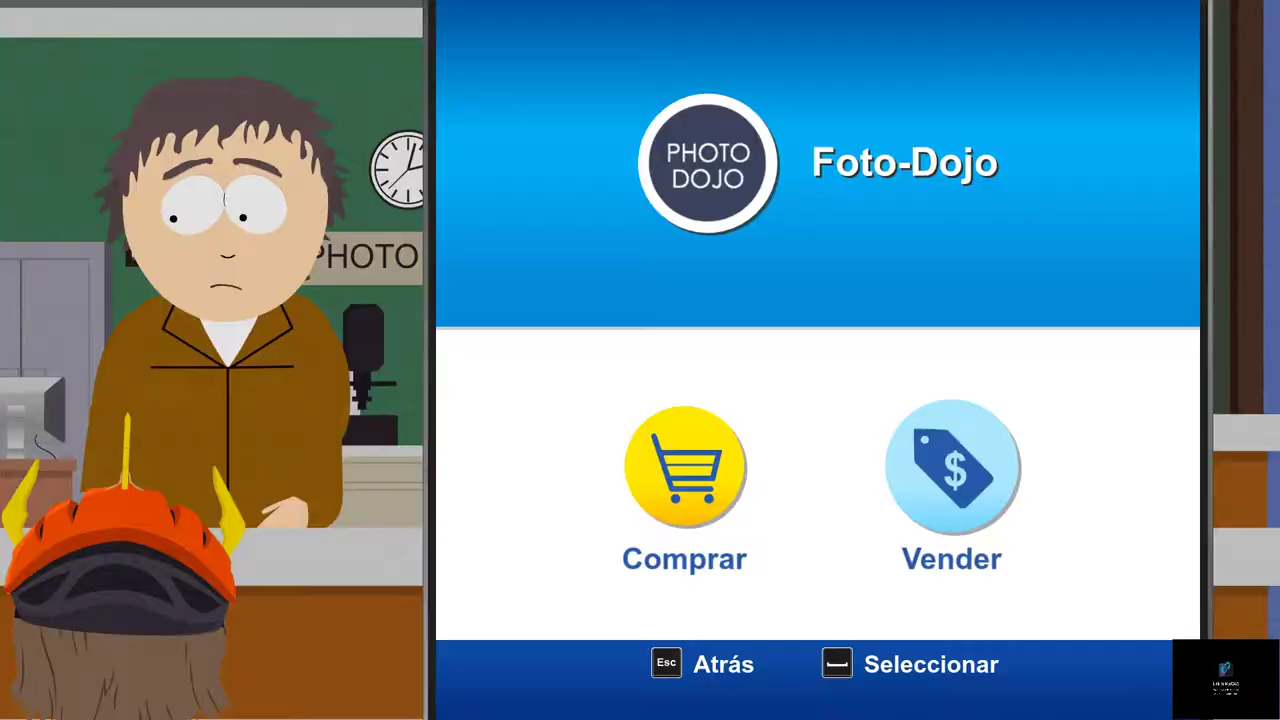 PHOTO
DOJO
Foto-Dojo
PHOTO
$
Comprar
Vender
Esc Atrás
Seleccionar